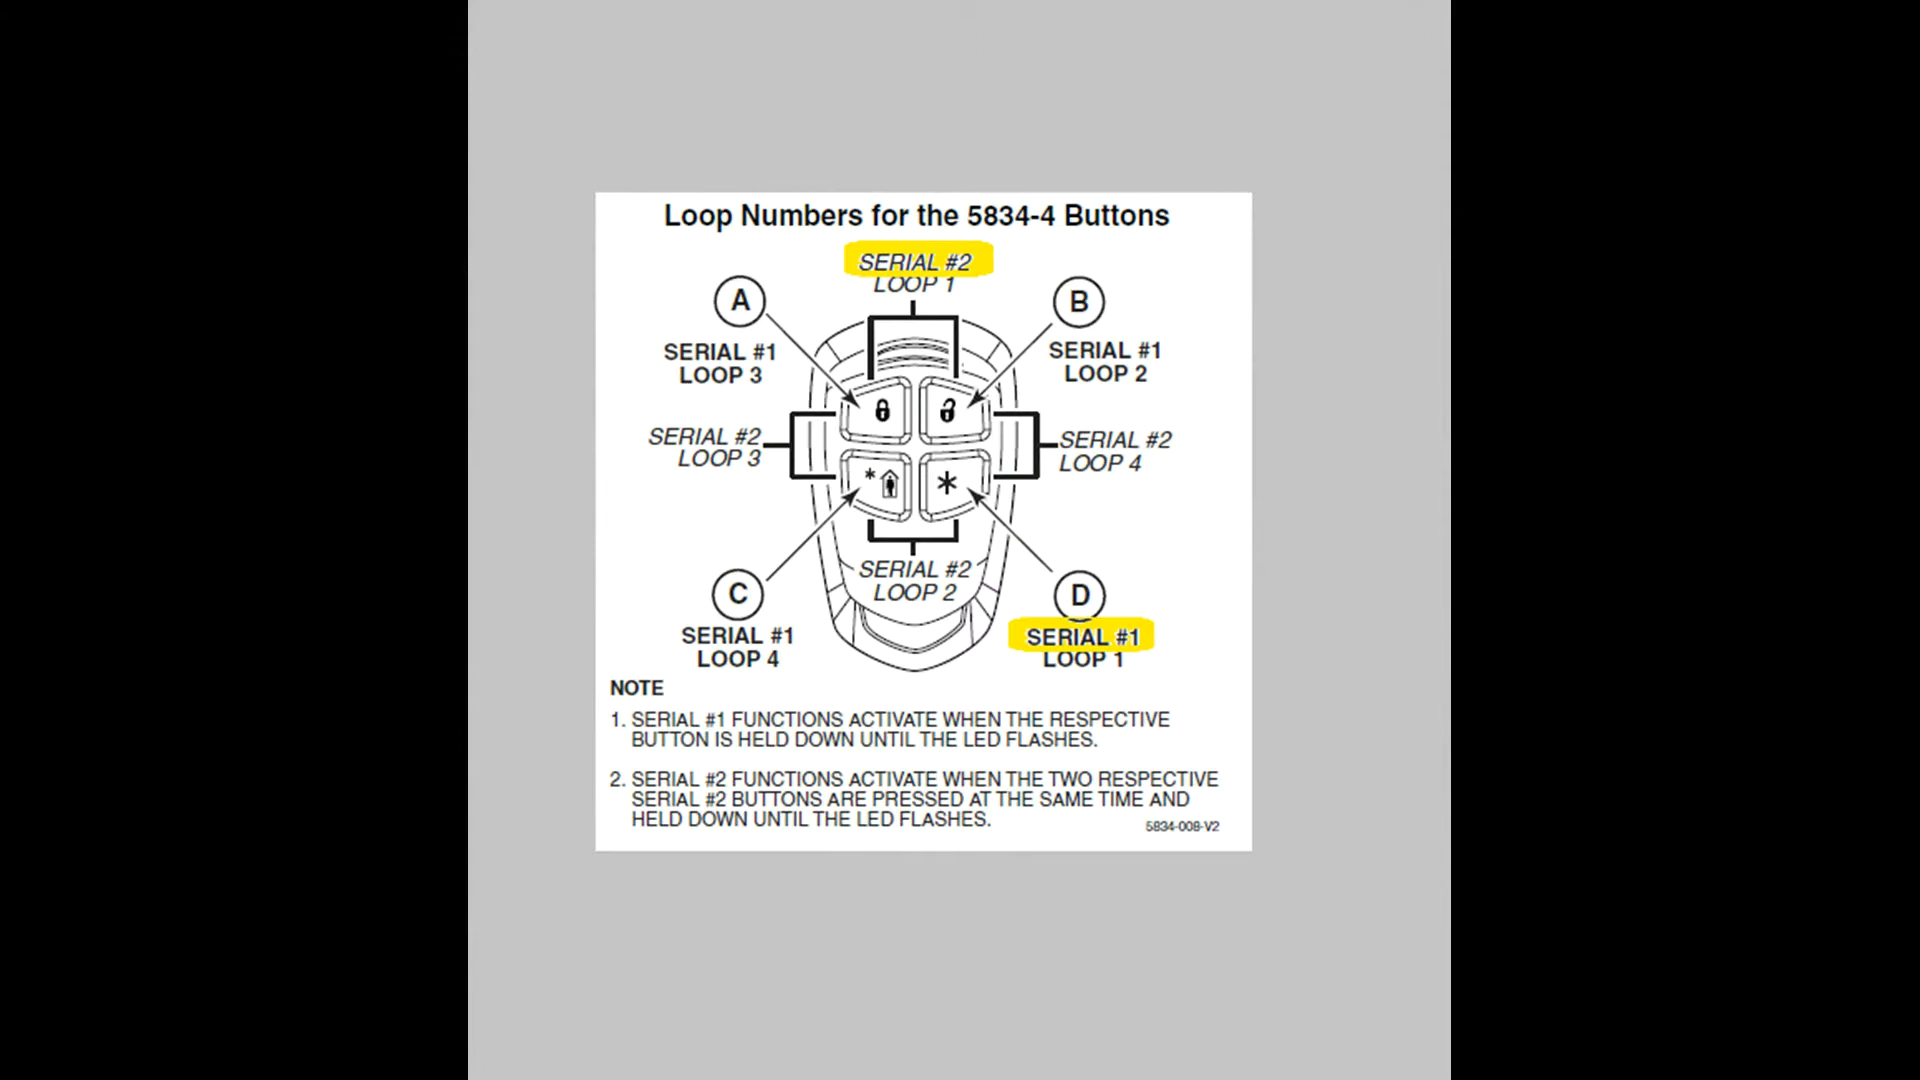 Loop Numbers for the 5834-4 Buttons
SERIAL #2
LOOP 1
A
B
SERIAL #1
LOOP 3
SERIAL #1
LOOP 2
SERIAL #2
LOOP 3
SERIAL #2
LOOP 4
*
*
SERIAL #2
LOOP 2
C
D
SERIAL #1
LOOP 4
SERIAL #1
LOOP 1
NOTE
1. SERIAL #1 FUNCTIONS ACTIVATE WHEN THE RESPECTIVE
BUTTON IS HELD DOWN UNTIL THE LED FLASHES.
2. SERIAL #2 FUNCTIONS ACTIVATE WHEN THE TWO RESPECTIVE
SERIAL #2 BUTTONS ARE PRESSED AT THE SAME TIME AND
HELD DOWN UNTIL THE LED FLASHES.
5834-008-V2